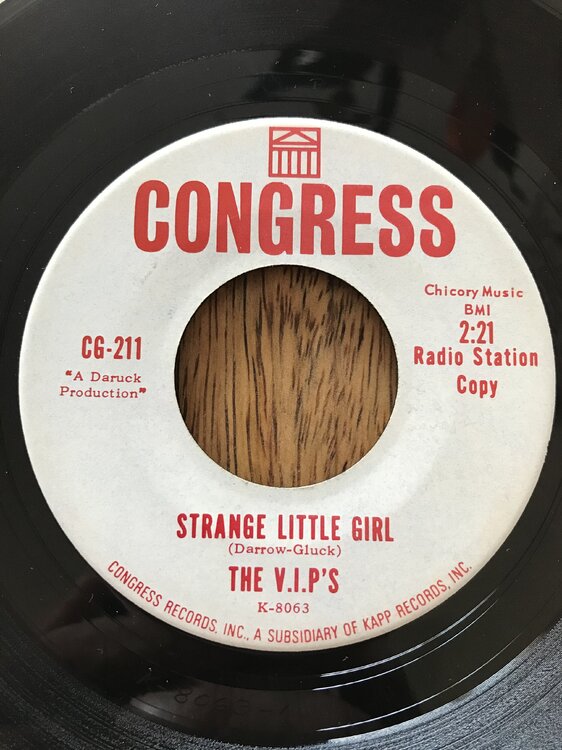 CONGRESS
CG-211
"A Daruck
Production"
Chicory Music
BMI
2:21
Radio Station
Copy
STRANGE LITTLE GIRL
(Darrow-Gluck)
THE V.I.P'S
K-8063
CONGRESS RECORDS, INC., A SUBSIDIARY OF KAPP RECORDS, INC.